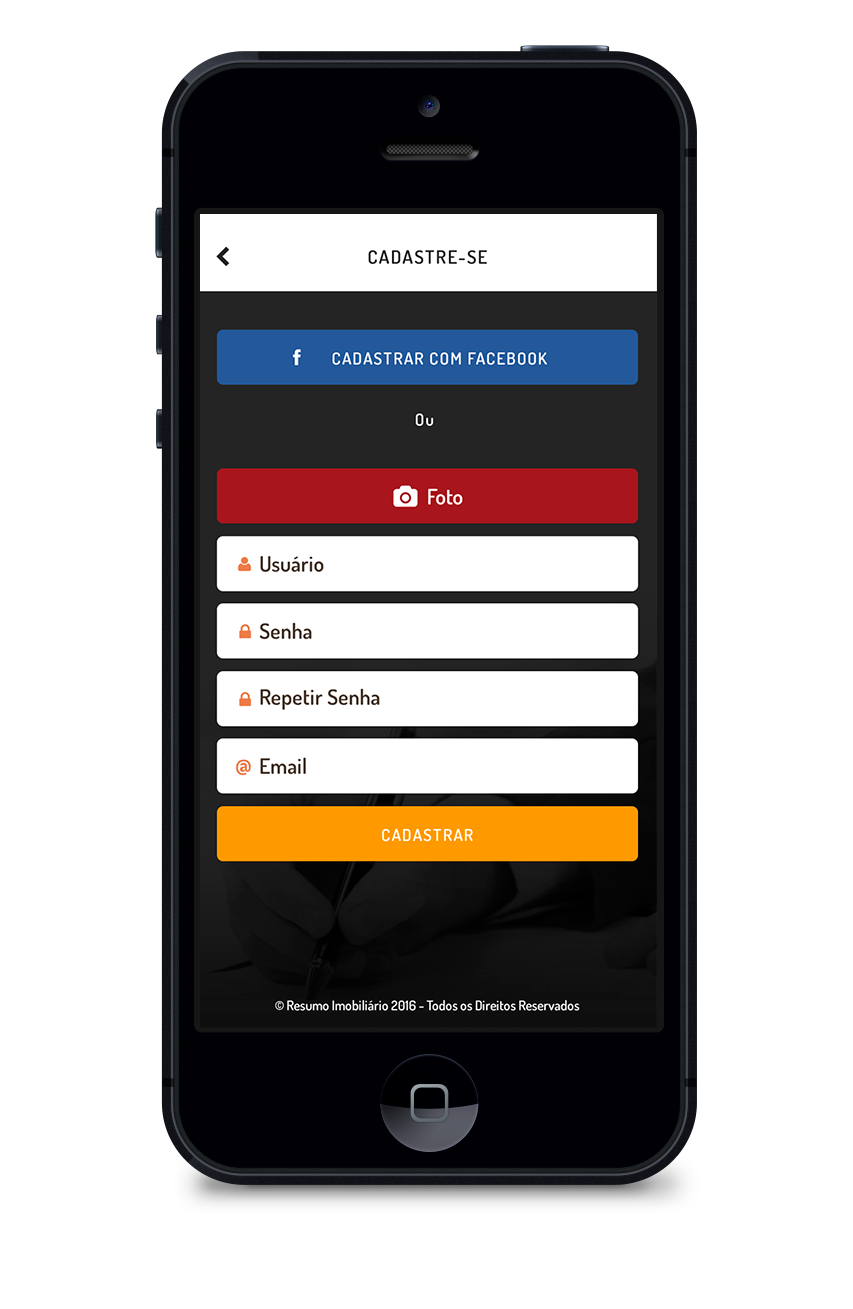 CADASTRE-SE
f CADASTRAR COM FACEBOOK
Ou
Foto
Usuário
Senha
Repetir Senha
@ Email
CADASTRAR
© Resumo Imobiliário 2016 - Todos os Direitos Reservados